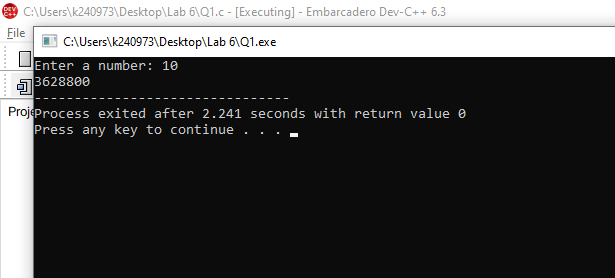 DEV C++ C:\Users\k240973\Desktop\Lab 6\Q1.c - [Executing] - Embarcadero Dev-C++ 6.3
File
C:\Users\k240973\Desktop\Lab 6\Q1.exe
Enter a number: 10
3628800
--------------------------------
Proje
Process exited after 2.241 seconds with return value 0
Press any key to continue . . .